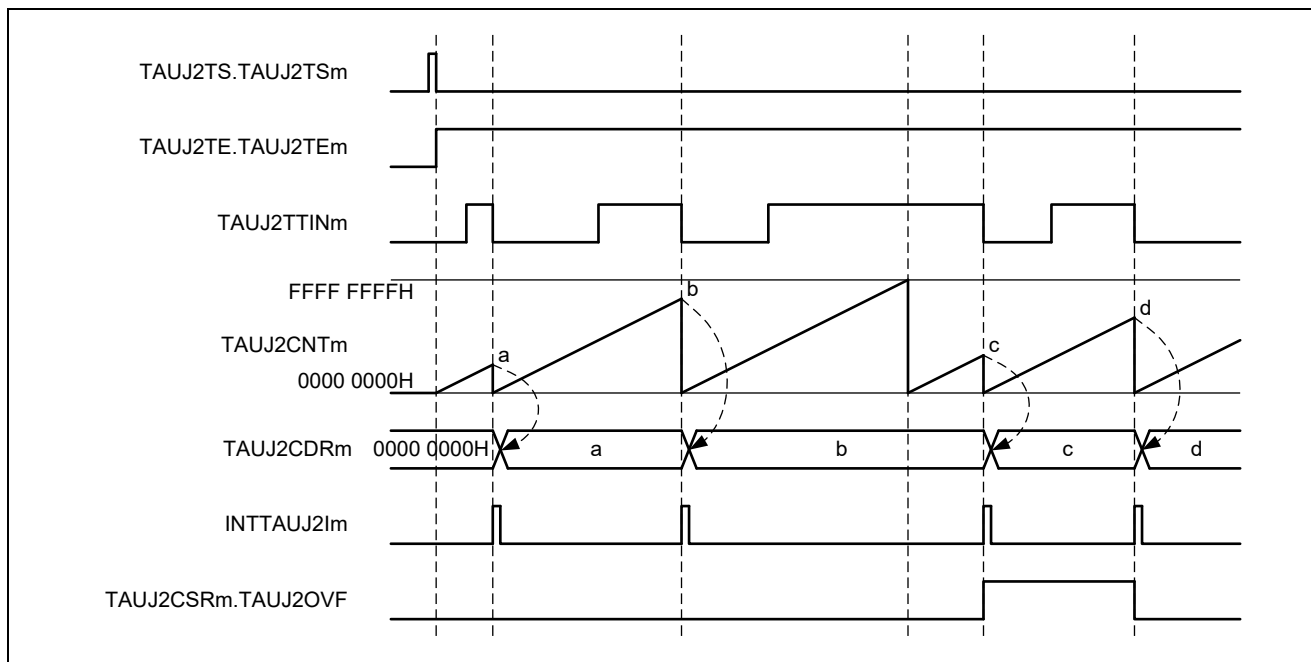 TAUJ2TS.TAUJ2TSm
TAUJ2TE.TAUJ2TEm
TAUJ2TTINm
FFFF FFFFH
b
d
TAUJ2CNTm
a
c
0000 0000H
TAUJ2CDRm 0000 0000H a b c d
INTTAUJ2Im
TAUJ2CSRm.TAUJ2OVF